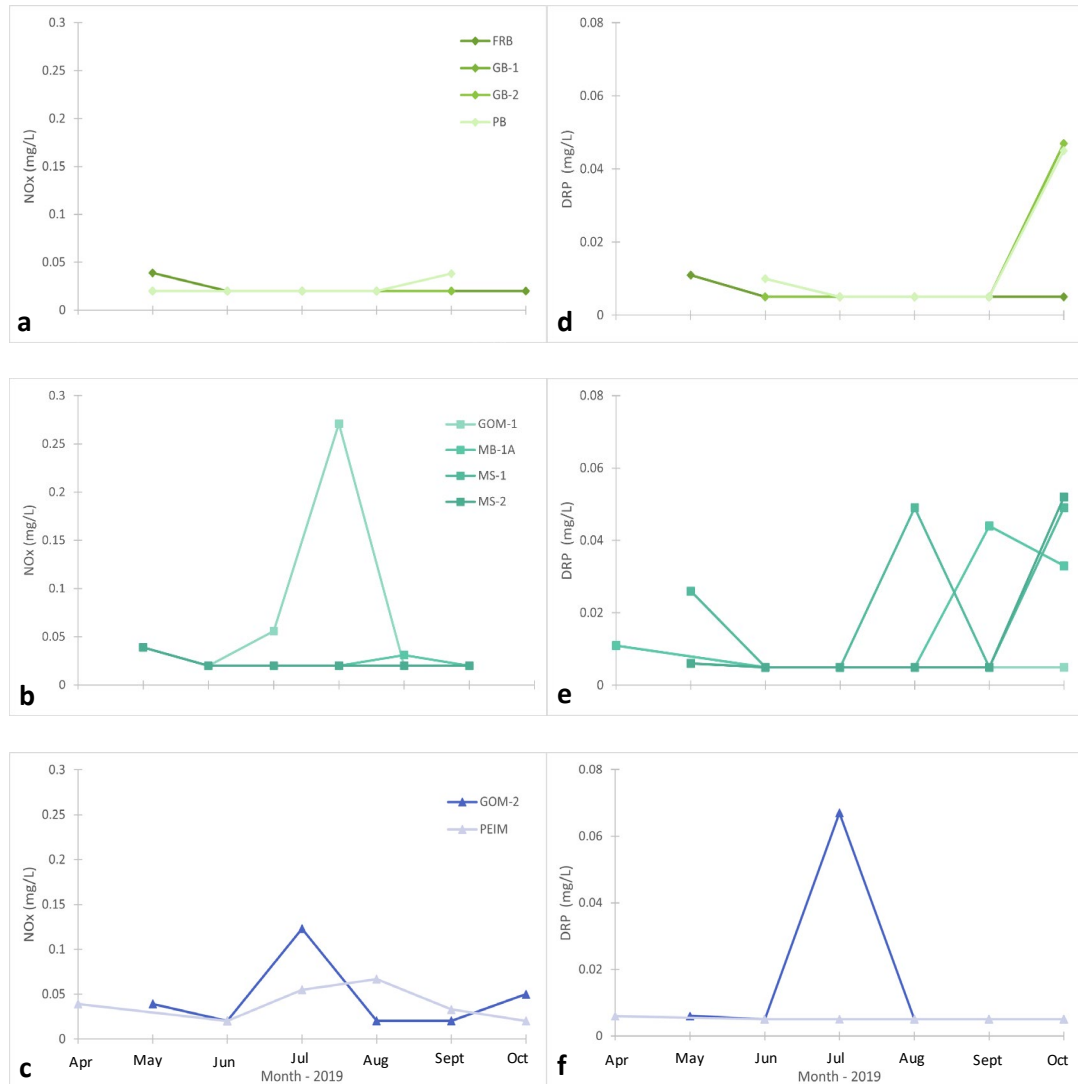 0.3
0.25
0.2
0.15
0.1
0.05
0
NOx (mg/L)
FRB
GB-1
GB-2
PB
a
0.08
0.06
0.04
0.02
0
DRP (mg/L)
d
0.3
0.25
0.2
0.15
0.1
0.05
0
NOx (mg/L)
GOM-1
MB-1A
MS-1
MS-2
b
0.08
0.06
0.04
0.02
0
DRP (mg/L)
e
0.3
0.25
0.2
0.15
0.1
0.05
0
NOx (mg/L)
GOM-2
PEIM
c
Apr May Jun Jul Aug Sept Oct
Month - 2019
0.08
0.06
0.04
0.02
0
DRP (mg/L)
f
Apr May Jun Jul Aug Sept Oct
Month - 2019